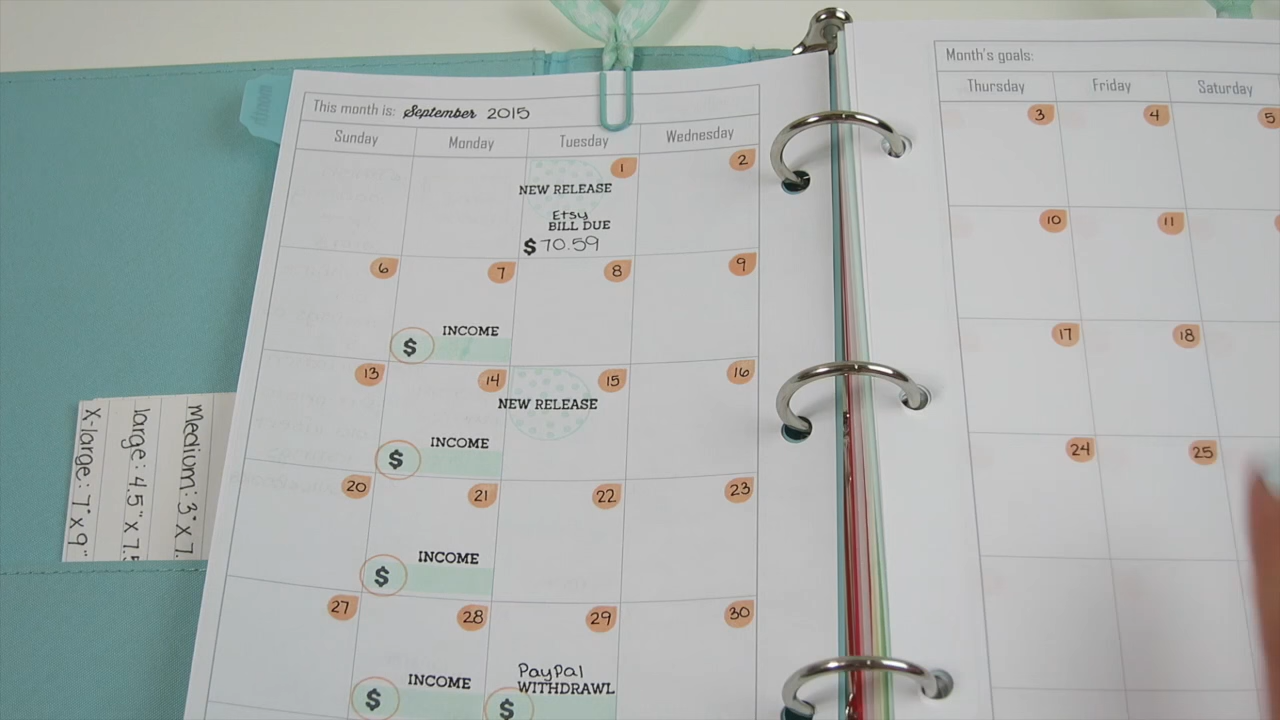 month
This month is: September 2015
Sunday Monday Tuesday Wednesday
1 2
NEW RELEASE
Etsy
BILL DUE
$ 70.59
6 7 8 9
INCOME
$
13 14 15 16
NEW RELEASE
INCOME
$
20 21 22 23
INCOME
$
27 28 29 30
INCOME
$
PayPal
WITHDRAWL
$
Month's goals:
Thursday Friday Saturday
3 4 5
10 11
17 18
24 25
medium: 3" x 7.
large: 4.5" x 7.5
X-large: 7" x 9"